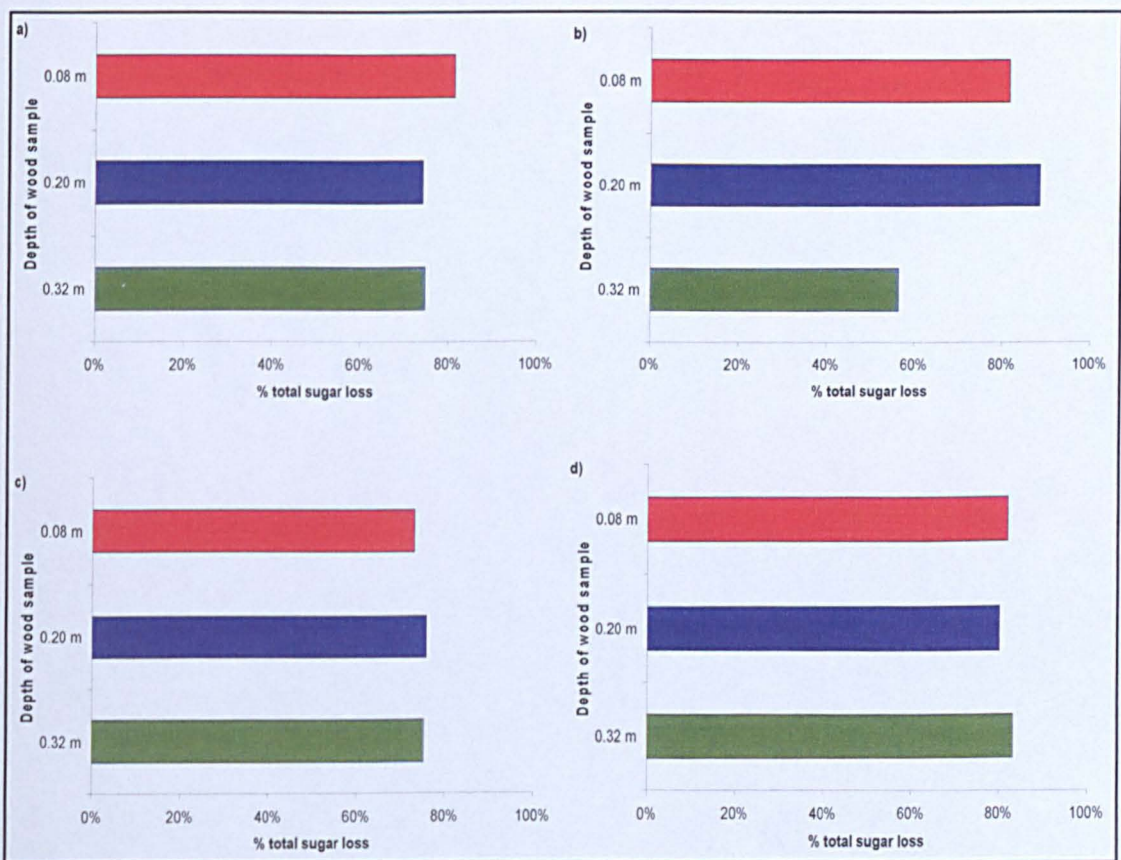 a)
Depth of wood sample
0.08 m
0.20 m
0.32 m
0% 20% 40% 60% 80% 100%
% total sugar loss
b)
Depth of wood sample
0.08 m
0.20 m
0.32 m
0% 20% 40% 60% 80% 100%
% total sugar loss
c)
Depth of wood sample
0.08 m
0.20 m
0.32 m
0% 20% 40% 60% 80% 100%
% total sugar loss
d)
Depth of wood sample
0.08 m
0.20 m
0.32 m
0% 20% 40% 60% 80% 100%
% total sugar loss